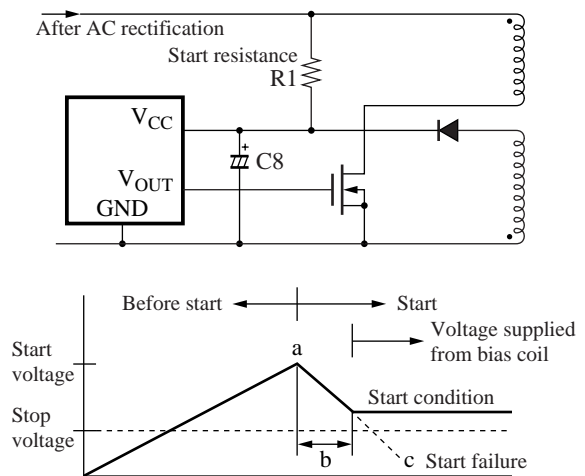 After AC rectification
Start resistance
R1
VCC
C8
VOUT
GND
Before start
Start
Voltage supplied
from bias coil
Start
voltage
a
Start condition
Stop
voltage
b
c
Start failure